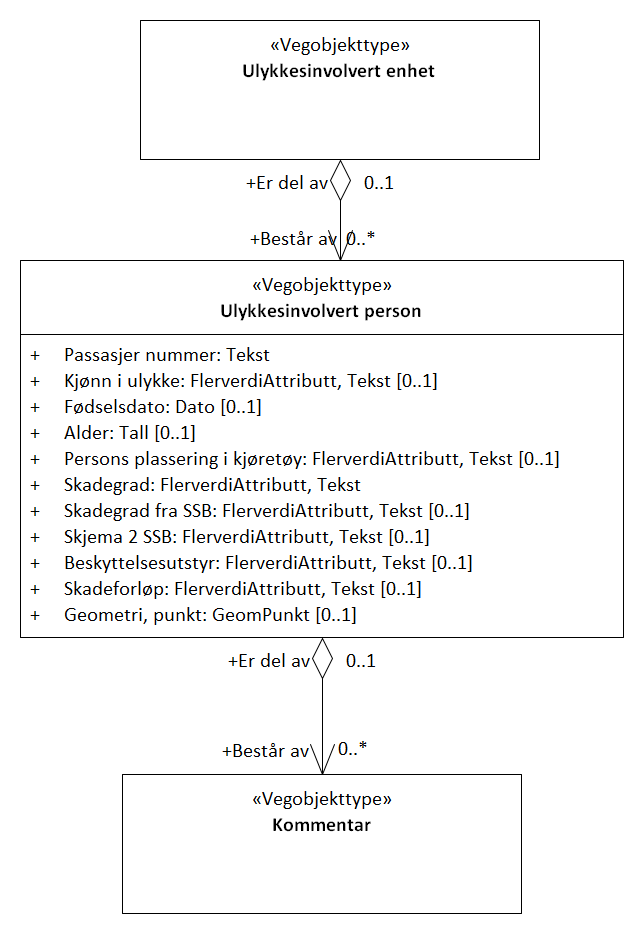 «Vegobjekttype»
Ulykkesinvolvert enhet
+Er del av 0..1
+Består av 0..*
«Vegobjekttype»
Ulykkesinvolvert person
+ Passasjer nummer: Tekst
+ Kjønn i ulykke: FlerverdiAttributt, Tekst [0..1]
+ Fødselsdato: Dato [0..1]
+ Alder: Tall [0..1]
+ Persons plassering i kjøretøy: FlerverdiAttributt, Tekst [0..1]
+ Skadegrad: FlerverdiAttributt, Tekst
+ Skadegrad fra SSB: FlerverdiAttributt, Tekst [0..1]
+ Skjema 2 SSB: FlerverdiAttributt, Tekst [0..1]
+ Beskyttelsesutstyr: FlerverdiAttributt, Tekst [0..1]
+ Skadeforløp: FlerverdiAttributt, Tekst [0..1]
+ Geometri, punkt: GeomPunkt [0..1]
+Er del av 0..1
+Består av 0..*
«Vegobjekttype»
Kommentar